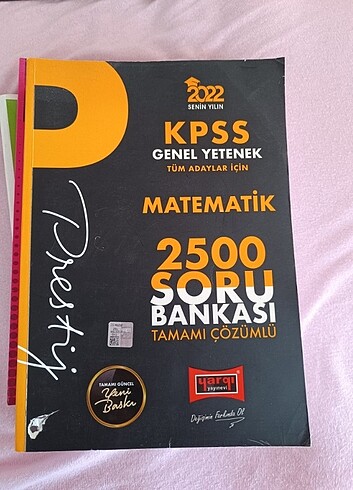 2022
SENİN YILIN
KPSS
GENEL YETENEK
TÜM ADAYLAR İÇİN
MATEMATİK
Prestij
2500
SORU
BANKASI
TAMAMI ÇÖZÜMLÜ
TAMAMI GÜNCEL
Yeni
Baskı
yargı
yayınevi
Değişimin Farkında Ol